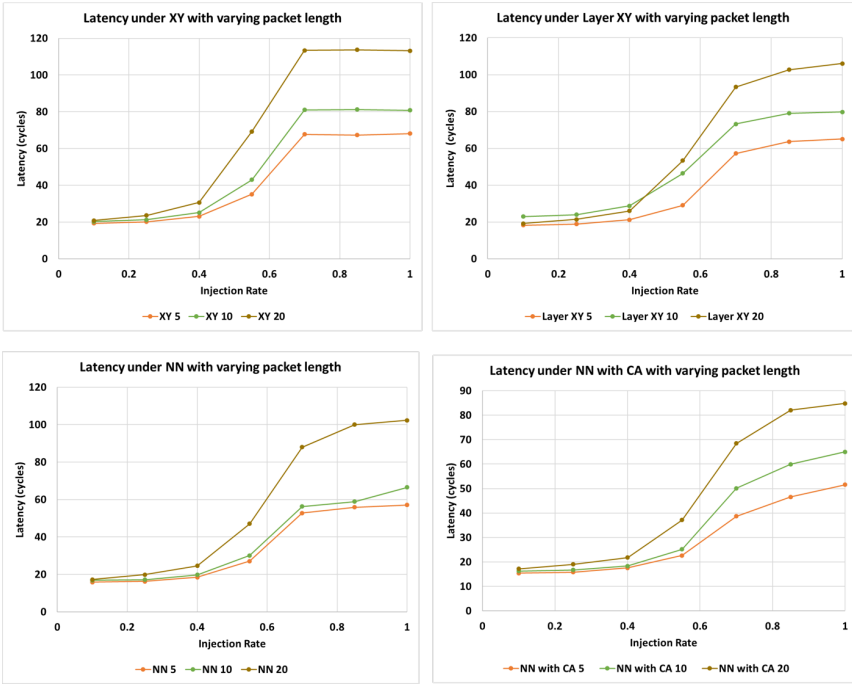 Latency under XY with varying packet length
120
100
80
60
40
20
0
Latency (cycles)
0 0.2 0.4 0.6 0.8 1
Injection Rate
XY 5 XY 10 XY 20
Latency under Layer XY with varying packet length
120
100
80
60
40
20
0
Latency (cycles)
0 0.2 0.4 0.6 0.8 1
Injection Rate
Layer XY 5 Layer XY 10 Layer XY 20
Latency under NN with varying packet length
120
100
80
60
40
20
0
Latency (cycles)
0 0.2 0.4 0.6 0.8 1
Injection Rate
NN 5 NN 10 NN 20
Latency under NN with CA with varying packet length
90
80
70
60
50
40
30
20
10
0
Latency (cycles)
0 0.2 0.4 0.6 0.8 1
Injection Rate
NN with CA 5 NN with CA 10 NN with CA 20